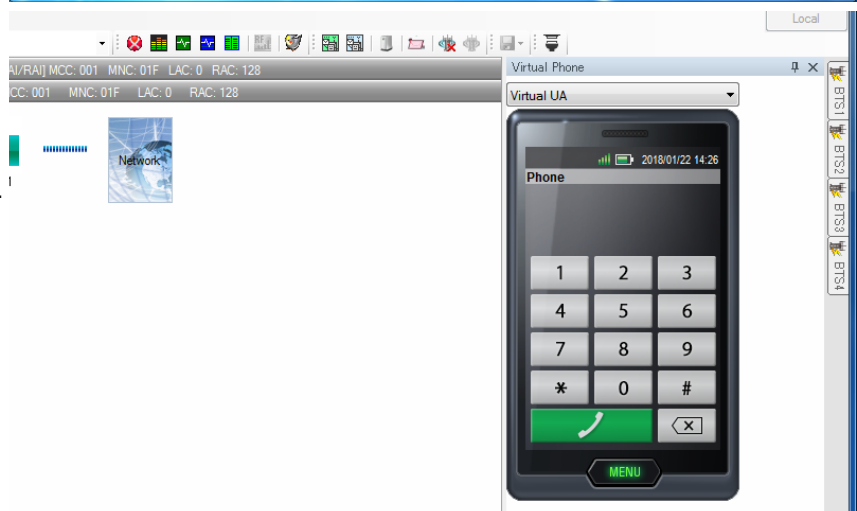 Local
AI/RAI] MCC: 001 MNC: 01F LAC: 0 RAC: 128
CC: 001 MNC: 01F LAC: 0 RAC: 128
Network
1
Virtual Phone
Virtual UA
2018/01/22 14:26
Phone
1 2 3
4 5 6
7 8 9
* 0 #
MENU
BTS1
BTS2
BTS3
BTS4